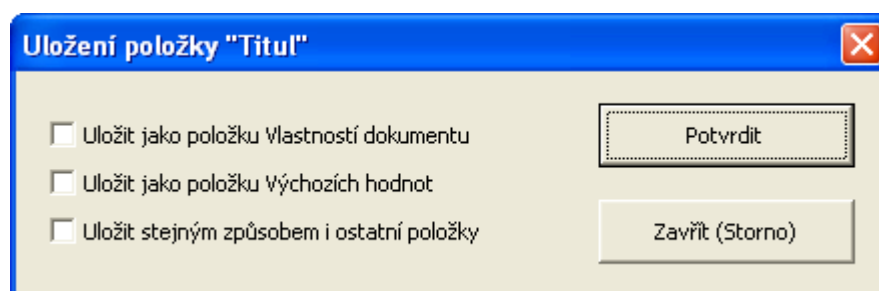 Uložení položky "Titul"
Uložit jako položku Vlastností dokumentu
Potvrdit
Uložit jako položku Výchozích hodnot
Uložit stejným způsobem i ostatní položky
Zavřít (Storno)